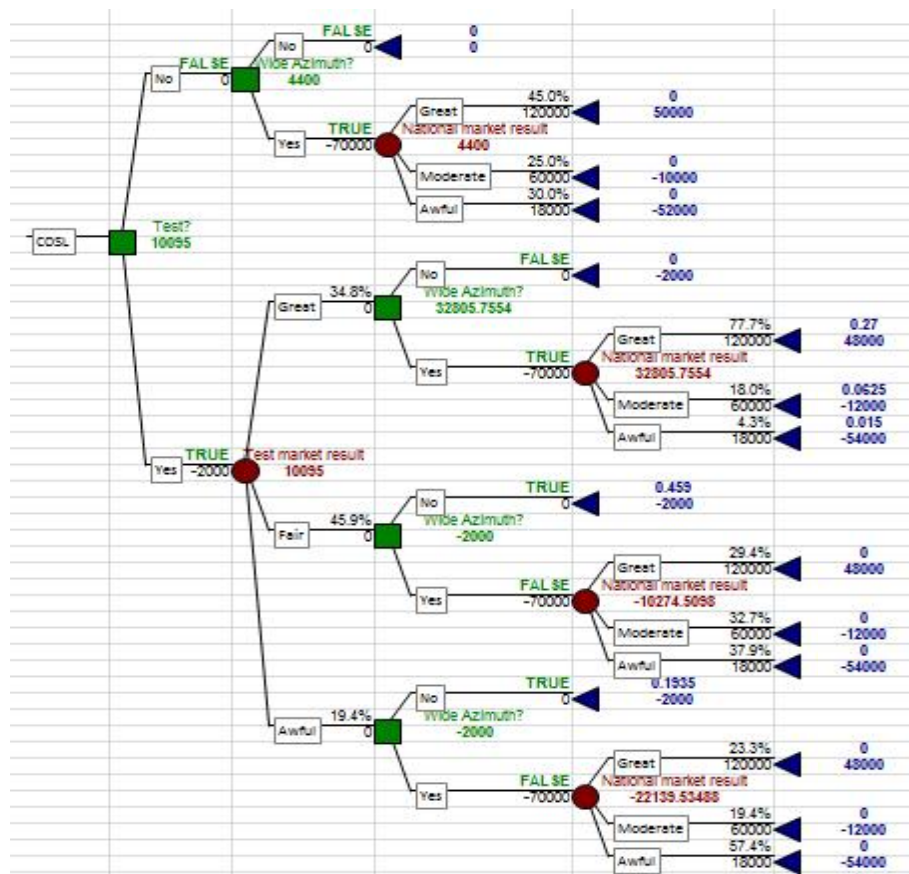 FALSE 0
No 0 0
FALSE Wide Azimuth?
No 0 4400
45.0% 0
Great 120000 50000
TRUE National market result
Yes -70000 4400
25.0% 0
Moderate 60000 -10000
30.0% 0
Awful 18000 -52000
Test?
COSL 10095
FALSE 0
No 0 -2000
34.8% Wide Azimuth?
Great 0 32805.7554
77.7% 0.27
Great 120000 48000
TRUE National market result
Yes -70000 32805.7554
18.0% 0.0625
Moderate 60000 -12000
4.3% 0.015
Awful 18000 -54000
TRUE Test market result
Yes -2000 10095
TRUE 0.459
No 0 -2000
45.9% Wide Azimuth?
Fair 0 -2000
29.4% 0
Great 120000 48000
FALSE National market result
Yes -70000 -10274.5098
32.7% 0
Moderate 60000 -12000
37.9% 0
Awful 18000 -54000
TRUE 0.1935
No 0 -2000
19.4% Wide Azimuth?
Awful 0 -2000
23.3% 0
Great 120000 48000
FALSE National market result
Yes -70000 -22139.53488
19.4% 0
Moderate 60000 -12000
57.4% 0
Awful 18000 -54000